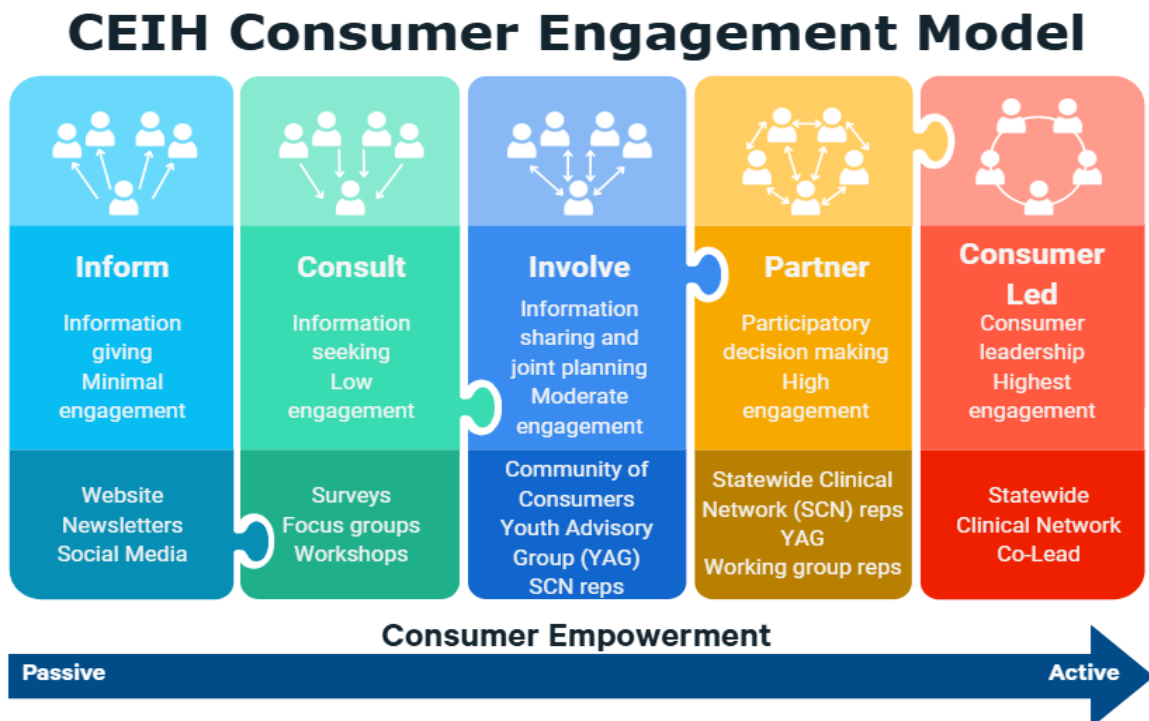 CEIH Consumer Engagement Model
Inform
Information
giving
Minimal
engagement
Website
Newsletters
Social Media
Consult
Information
seeking
Low
engagement
Surveys
Focus groups
Workshops
Involve
Information
sharing and
joint planning
Moderate
engagement
Community of
Consumers
Youth Advisory
Group (YAG)
SCN reps
Partner
Participatory
decision making
High
engagement
Statewide Clinical
Network (SCN) reps
YAG
Working group reps
Consumer
Led
Consumer
leadership
Highest
engagement
Statewide
Clinical Network
Co-Lead
Consumer Empowerment
Passive
Active